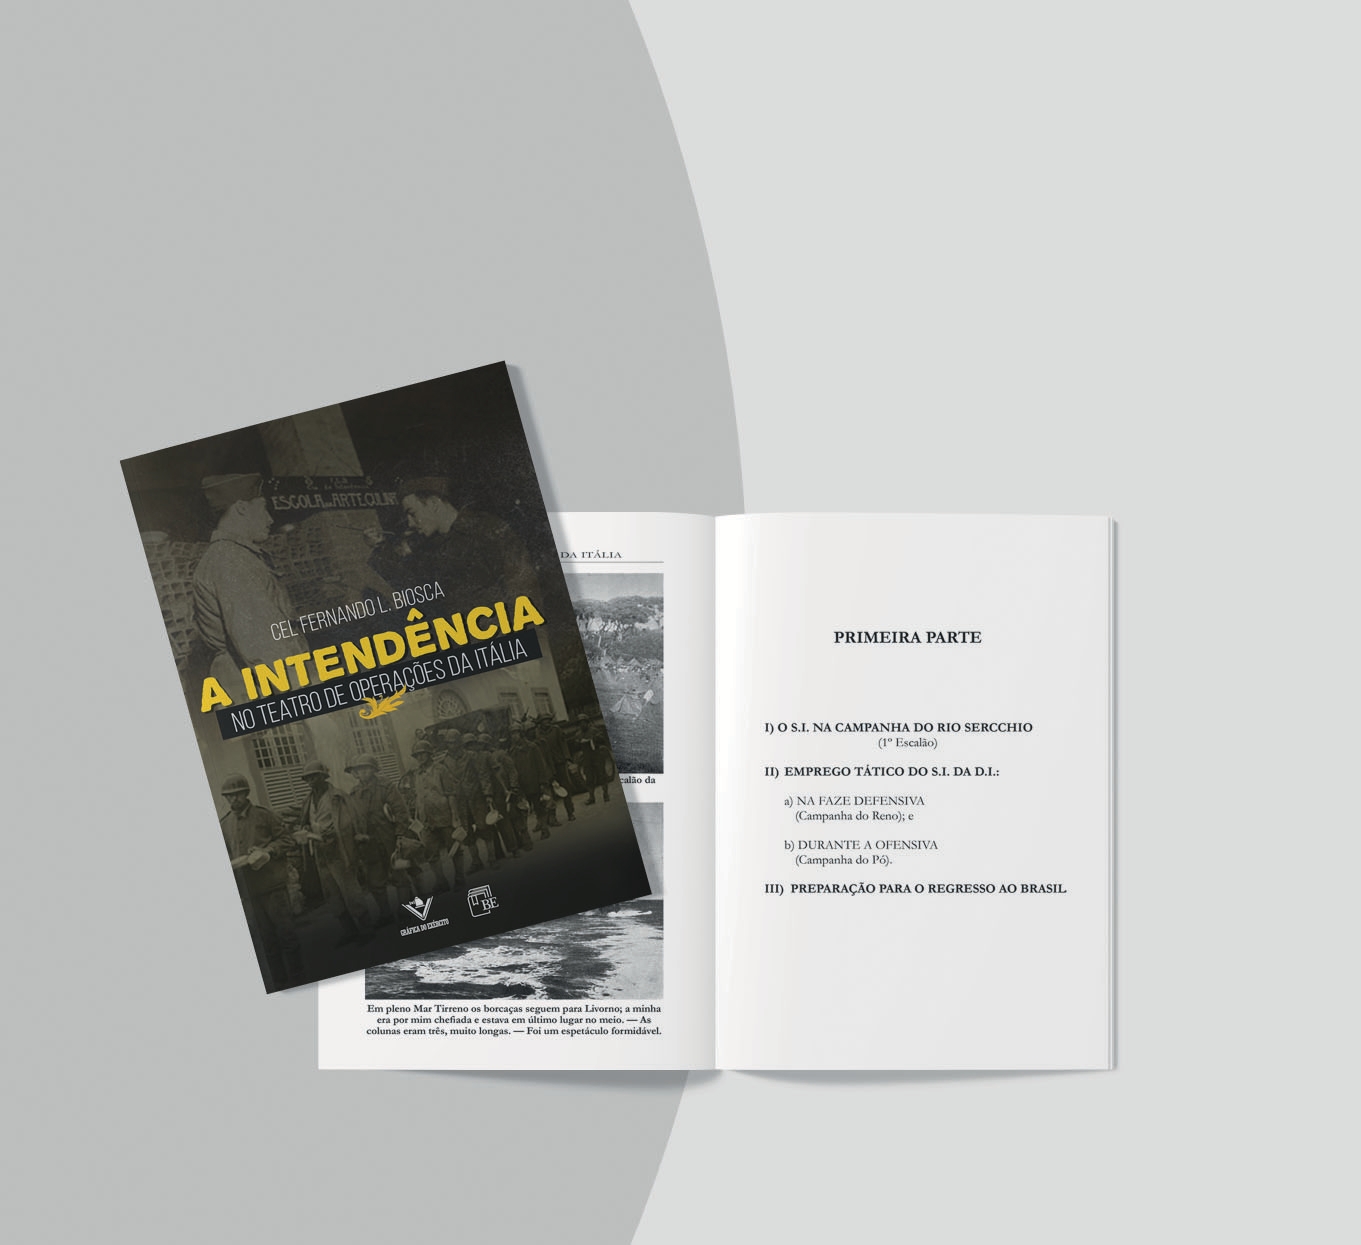 ESCOLA DE ARTE CULIN
CEL FERNANDO L. BIOSCA
A INTENDÊNCIA
NO TEATRO DE OPERAÇÕES DA ITÁLIA
GRÁFICA DO EXÉRCITO
BE
DA ITÁLIA
calão da
Em pleno Mar Tirreno os borcaças seguem para Livorno; a minha
era por mim chefiada e estava em último lugar no meio. — As
colunas eram três, muito longas. — Foi um espetáculo formidável.
PRIMEIRA PARTE
I) O S.I. NA CAMPANHA DO RIO SERCCHIO
(1º Escalão)
II) EMPREGO TÁTICO DO S.I. DA D.I.:
a) NA FAZE DEFENSIVA
(Campanha do Reno); e
b) DURANTE A OFENSIVA
(Campanha do Pó).
III) PREPARAÇÃO PARA O REGRESSO AO BRASIL